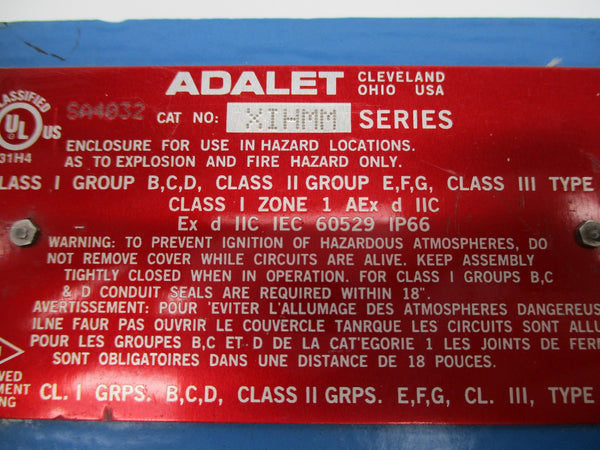 ADALET CLEVELAND OHIO USA
CLASSIFIED
UL US
31H4
SA4032 CAT NO: XIHMM SERIES
ENCLOSURE FOR USE IN HAZARD LOCATIONS.
AS TO EXPLOSION AND FIRE HAZARD ONLY.
LASS I GROUP B,C,D, CLASS II GROUP E,F,G, CLASS III TYPE
CLASS I ZONE 1 AEx d IIC
Ex d IIC IEC 60529 IP66
WARNING: TO PREVENT IGNITION OF HAZARDOUS ATMOSPHERES, DO
NOT REMOVE COVER WHILE CIRCUITS ARE ALIVE. KEEP ASSEMBLY
TIGHTLY CLOSED WHEN IN OPERATION. FOR CLASS I GROUPS B,C
& D CONDUIT SEALS ARE REQUIRED WITHIN 18".
AVERTISSEMENT: POUR "EVITER L'ALLUMAGE DES ATMOSPHERES DANGEREUS
ILNE FAUR PAS OUVRIR LE COUVERCLE TANRQUE LES CIRCUITS SONT ALLU
POUR LES GROUPES B,C ET D DE LA CAT'EGORIE 1 LES JOINTS DE FER
SONT OBLIGATOIRES DANS UNE DISTANCE DE 18 POUCES.
VED
MENT
NG
CL. I GRPS. B,C,D, CLASS II GRPS. E,F,G, CL. III, TYPE